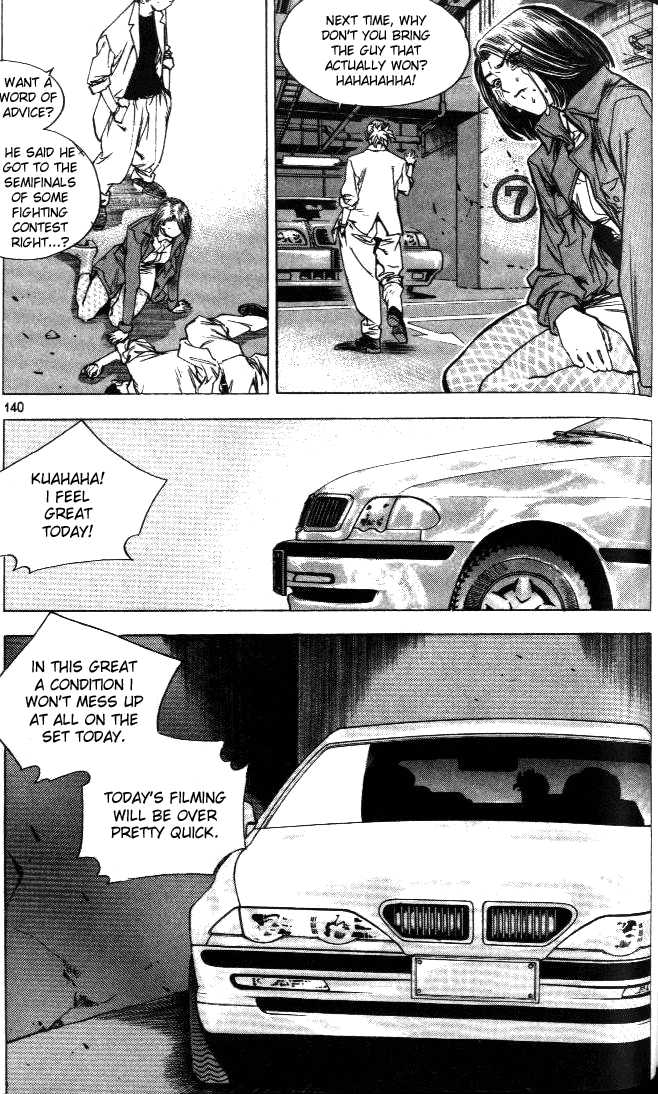 WANT A
WORD OF
ADVICE?
HE SAID HE
GOT TO THE
SEMIFINALS
OF SOME
FIGHTING
CONTEST
RIGHT...?
NEXT TIME, WHY
DON'T YOU BRING
THE GUY THAT
ACTUALLY WON?
HAHAHAHHA!
7
140
KUAHAHA!
I FEEL
GREAT
TODAY!
IN THIS GREAT
A CONDITION I
WON'T MESS UP
AT ALL ON THE
SET TODAY.
TODAY'S FILMING
WILL BE OVER
PRETTY QUICK.